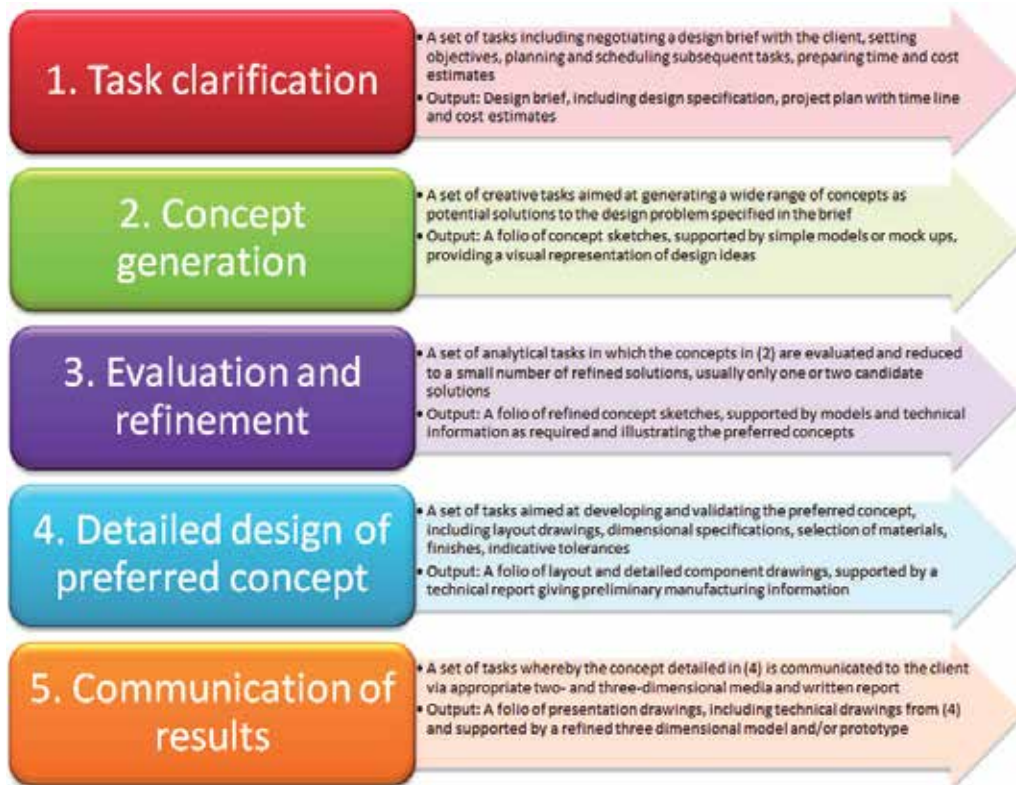 1. Task clarification
• A set of tasks including negotiating a design brief with the client, setting
objectives, planning and scheduling subsequent tasks, preparing time and cost
estimates
• Output: Design brief, including design specification, project plan with time line
and cost estimates
2. Concept
generation
• A set of creative tasks aimed at generating a wide range of concepts as
potential solutions to the design problem specified in the brief
• Output: A folio of concept sketches, supported by simple models or mock ups,
providing a visual representation of design ideas
3. Evaluation and
refinement
• A set of analytical tasks in which the concepts in (2) are evaluated and reduced
to a small number of refined solutions, usually only one or two candidate
solutions
• Output: A folio of refined concept sketches, supported by models and technical
information as required and illustrating the preferred concepts
4. Detailed design of
preferred concept
• A set of tasks aimed at developing and validating the preferred concept,
including layout drawings, dimensional specifications, selection of materials,
finishes, indicative tolerances
• Output: A folio of layout and detailed component drawings, supported by a
technical report giving preliminary manufacturing information
5. Communication of
results
• A set of tasks whereby the concept detailed in (4) is communicated to the client
via appropriate two- and three-dimensional media and written report
• Output: A folio of presentation drawings, including technical drawings from (4)
and supported by a refined three dimensional model and/or prototype